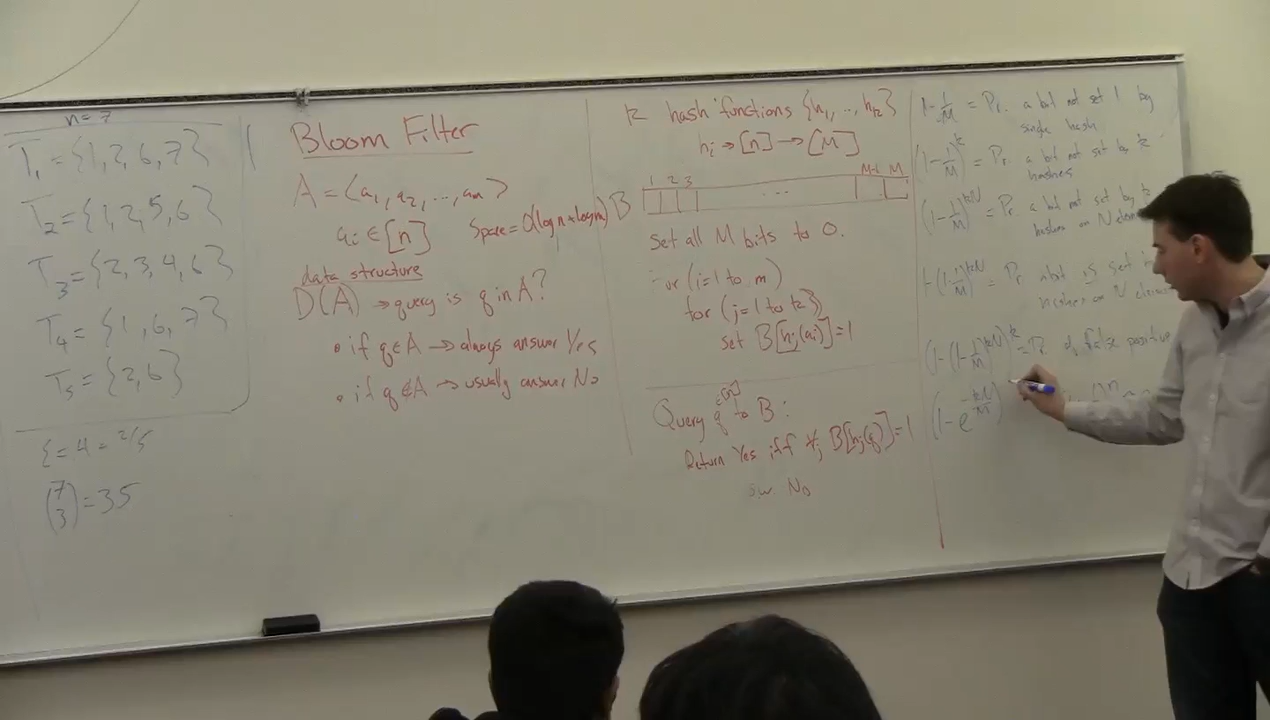 n=7
T₁ = {1,2,6,7}
T₂ = {1,2,5,6}
T₃ = {2,3,4,6}
T₄ = {1,6,7}
T₅ = {2,6}
= 4 = 2/5
(7 3) = 35
Bloom Filter
A = ⟨a₁, a₂, ..., aₘ⟩
aᵢ ∈ [n]
Space = (log n + log m)
data structure
D(A) → query is q in A?
• if q∈A → always answer Yes
• if q∉A → usually answer No
k hash functions {h₁, ..., hₖ}
hᵢ → [n] → [M]
1 2 3 M-1 M
B ...
Set all M bits to 0.
(i=1 to m)
for (j=1 to k)
set B[hⱼ(aᵢ)] = 1
∈[n]
Query q to B:
Return Yes iff ∀ⱼ B[hⱼ(q)] = 1
No
1-1/M = Pr. a bit not set 1 by
single hash
(1-1/M)ᵏ = Pr. a bit not set by k
hashes
(1-1/M)ᵏᴺ = Pr a bit not set by k
hashes on N elem
1-(1-1/M)ᵏᴺ = Pr a bit is set
on N elem
(1-(1-1/M)ᵏᴺ)ᵏ = Pr. of false positive
(1-e^(-kN/M))